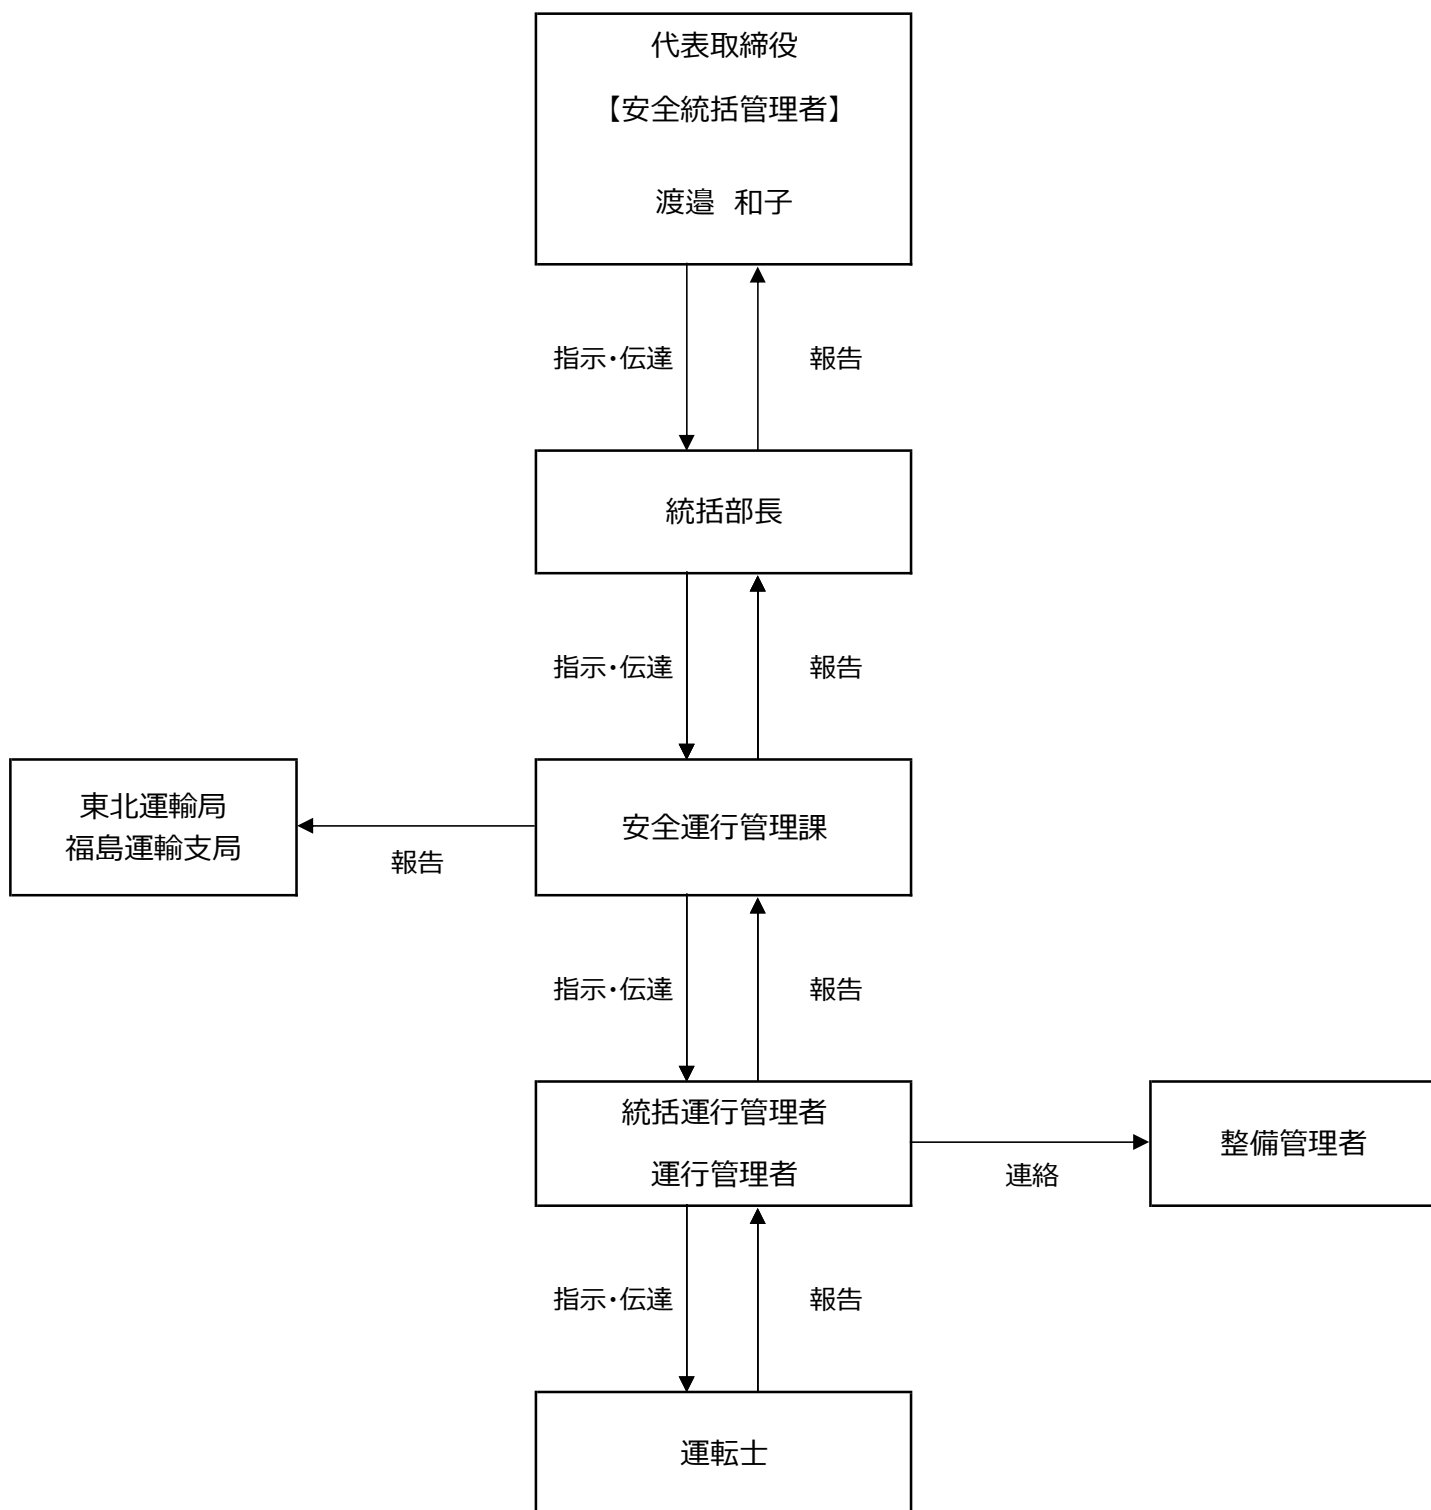 代表取締役
【安全統括管理者】
渡邉 和子
指示・伝達
報告
統括部長
指示・伝達
報告
東北運輸局
福島運輸支局
報告
安全運行管理課
指示・伝達
報告
統括運行管理者
運行管理者
連絡
整備管理者
指示・伝達
報告
運転士